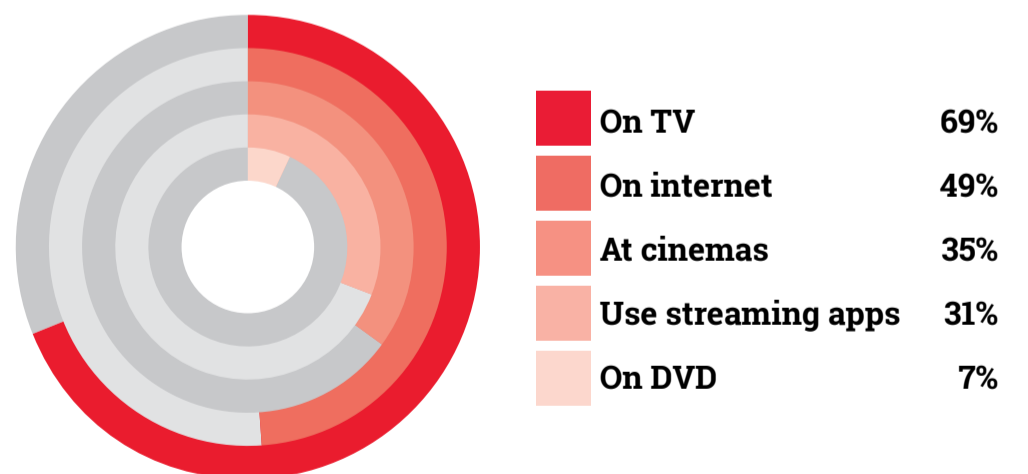 On TV 69%
On internet 49%
At cinemas 35%
Use streaming apps 31%
On DVD 7%